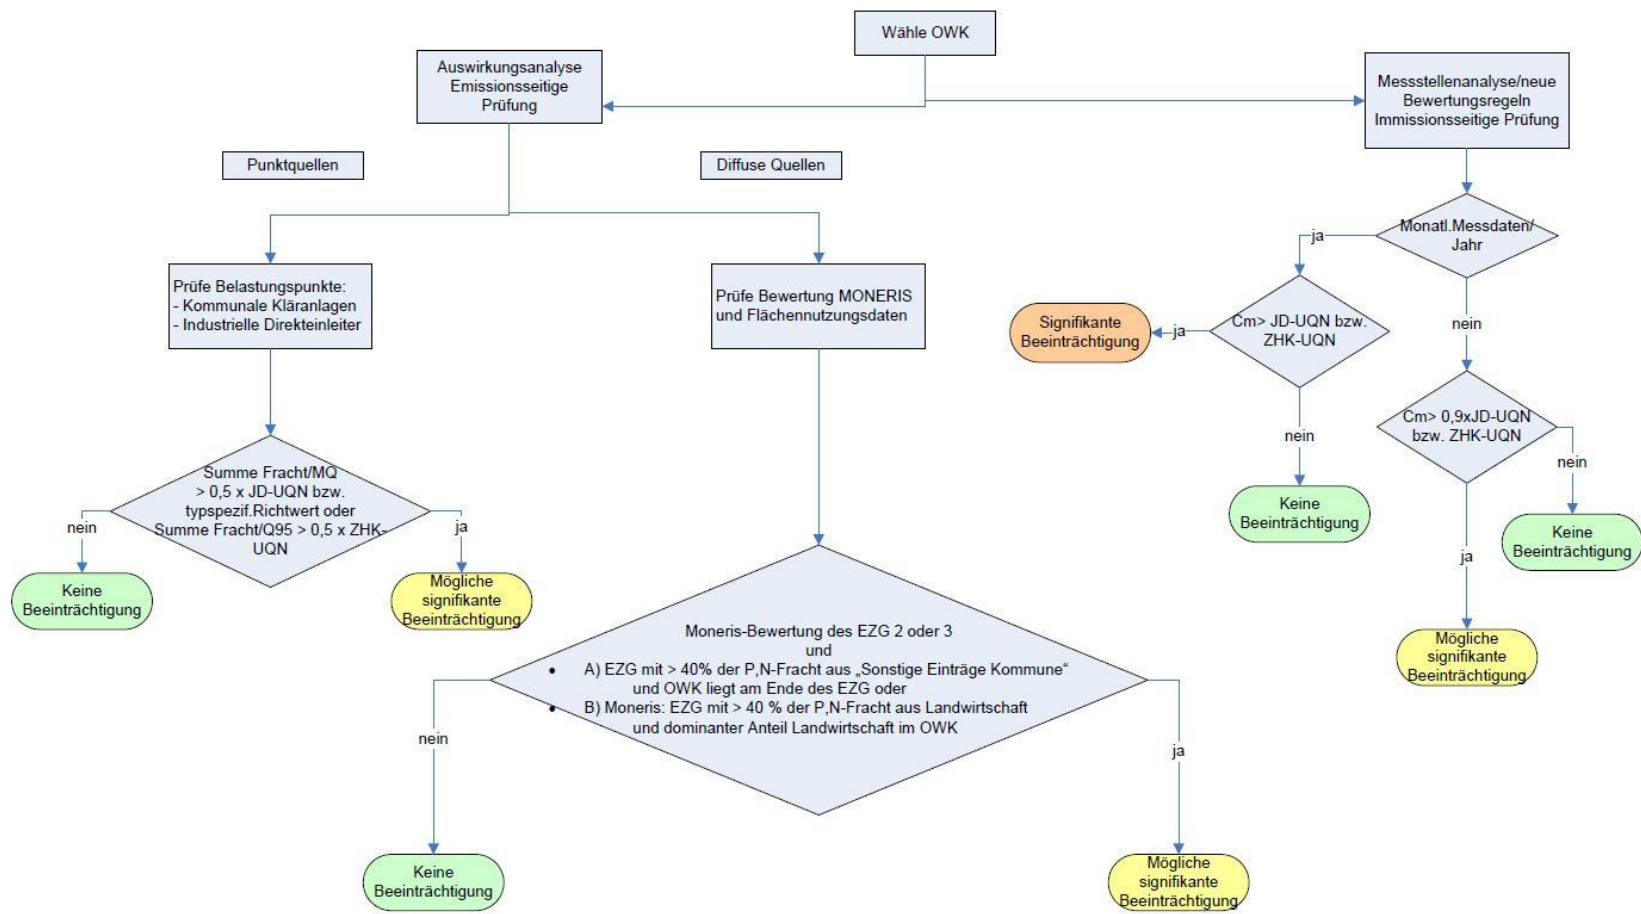 Wähle OWK
Auswirkungsanalyse
Emissionsseitige
Prüfung
Messstellenanalyse/neue
Bewertungsregeln
Immissionsseitige Prüfung
Punktquellen
Diffuse Quellen
Monatl.Messdaten/
Jahr
ja
nein
Prüfe Belastungspunkte:
- Kommunale Kläranlagen
- Industrielle Direkteinleiter
Prüfe Bewertung MONERIS
und Flächennutzungsdaten
Cm> JD-UQN bzw.
ZHK-UQN
ja
Signifikante
Beeinträchtigung
nein
Keine
Beeinträchtigung
Cm> 0,9xJD-UQN
bzw. ZHK-UQN
nein
Keine
Beeinträchtigung
ja
Mögliche
signifikante
Beeinträchtigung
Summe Fracht/MQ
> 0,5 x JD-UQN bzw.
typspezif.Richtwert oder
Summe Fracht/Q95 > 0,5 x ZHK-
UQN
nein
ja
Keine
Beeinträchtigung
Mögliche
signifikante
Beeinträchtigung
Moneris-Bewertung des EZG 2 oder 3
und
• A) EZG mit > 40% der P,N-Fracht aus „Sonstige Einträge Kommune“
und OWK liegt am Ende des EZG oder
• B) Moneris: EZG mit > 40 % der P,N-Fracht aus Landwirtschaft
und dominanter Anteil Landwirtschaft im OWK
nein
ja
Keine
Beeinträchtigung
Mögliche
signifikante
Beeinträchtigung